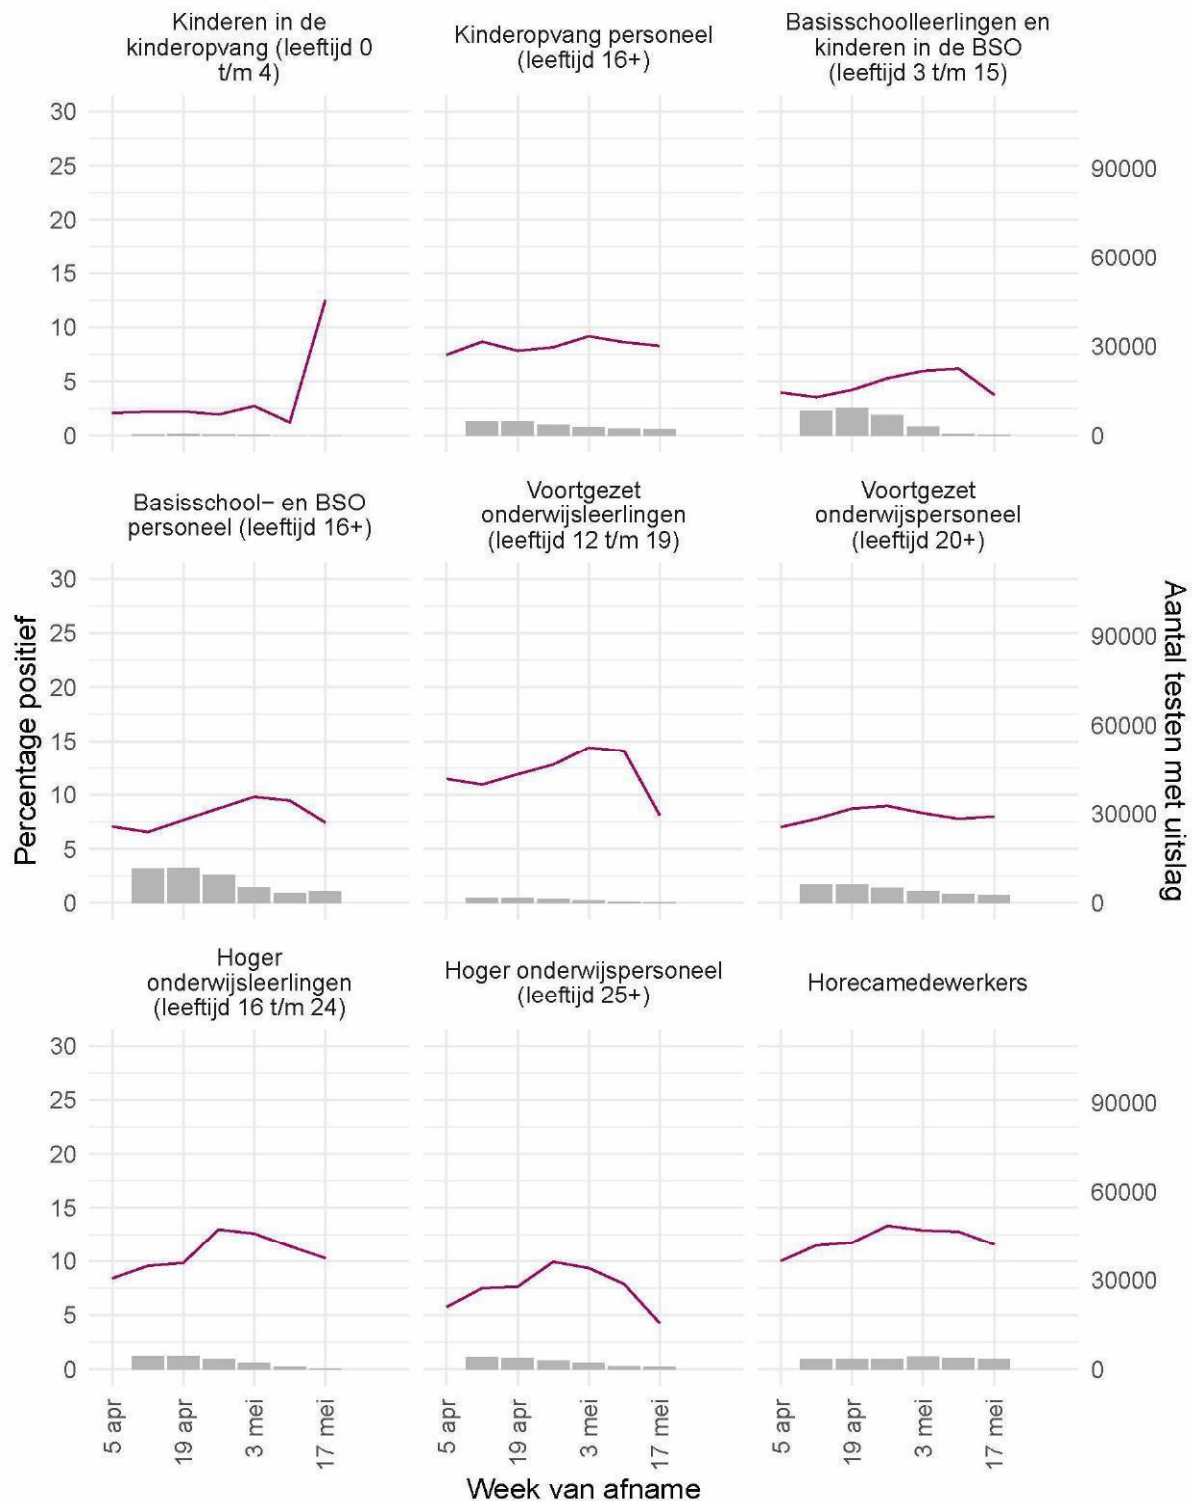 Kinderen in de
kinderopvang (leeftijd 0
t/m 4)
Kinderopvang personeel
(leeftijd 16+)
Basisschoolleerlingen en
kinderen in de BSO
(leeftijd 3 t/m 15)
30
25
20
15
10
5
0
90000
60000
30000
0
Basisschool− en BSO
personeel (leeftijd 16+)
Voortgezet
onderwijsleerlingen
(leeftijd 12 t/m 19)
Voortgezet
onderwijspersoneel
(leeftijd 20+)
Percentage positief
30
25
20
15
10
5
0
90000
60000
30000
0
Aantal testen met uitslag
Hoger
onderwijsleerlingen
(leeftijd 16 t/m 24)
Hoger onderwijspersoneel
(leeftijd 25+)
Horecamedewerkers
30
25
20
15
10
5
0
90000
60000
30000
0
5 apr
19 apr
3 mei
17 mei
5 apr
19 apr
3 mei
17 mei
5 apr
19 apr
3 mei
17 mei
Week van afname